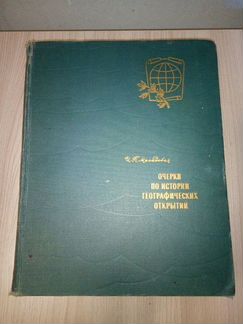 И. П. Магидович
ОЧЕРКИ
ПО ИСТОРИИ
ГЕОГРАФИЧЕСКИХ
ОТКРЫТИЙ